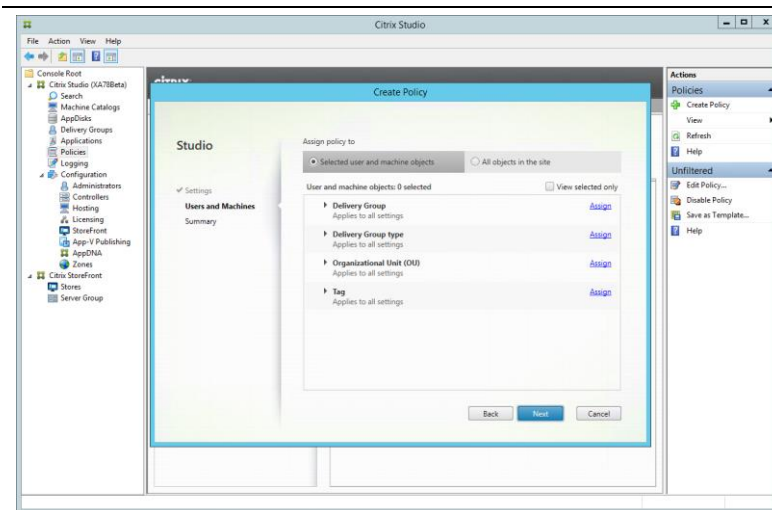 Citrix Studio
File Action View Help
Console Root
Citrix Studio (XA78Beta)
Search
Machine Catalogs
AppDisks
Delivery Groups
Applications
Policies
Logging
Configuration
Administrators
Controllers
Hosting
Licensing
StoreFront
App-V Publishing
AppDNA
Zones
Citrix StoreFront
Stores
Server Group
Create Policy
Studio
Settings
Users and Machines
Summary
Assign policy to
Selected user and machine objects
All objects in the site
User and machine objects: 0 selected
View selected only
Delivery Group
Assign
Applies to all settings
Delivery Group type
Assign
Applies to all settings
Organizational Unit (OU)
Assign
Applies to all settings
Tag
Assign
Applies to all settings
Back
Next
Cancel
Actions
Policies
Create Policy
View
Refresh
Help
Unfiltered
Edit Policy...
Disable Policy
Save as Template...
Help